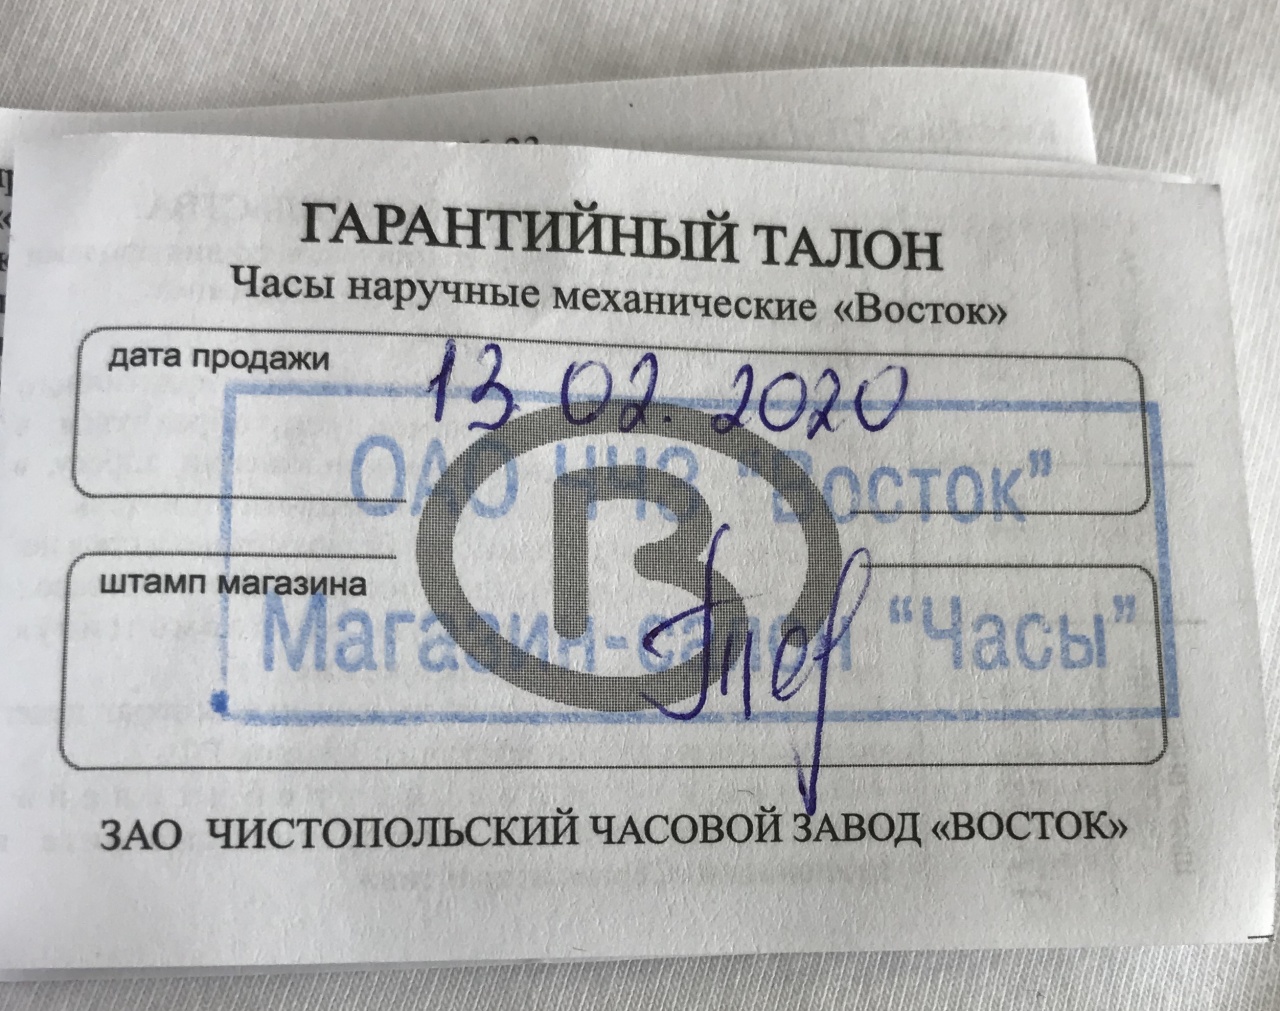 ГАРАНТИЙНЫЙ ТАЛОН
Часы наручные механические «Восток»
дата продажи
13 02. 2020
ОАО ЧЧЗ "Восток"
штамп магазина
Магазин-салон "Часы"
ЗАО ЧИСТОПОЛЬСКИЙ ЧАСОВОЙ ЗАВОД «ВОСТОК»